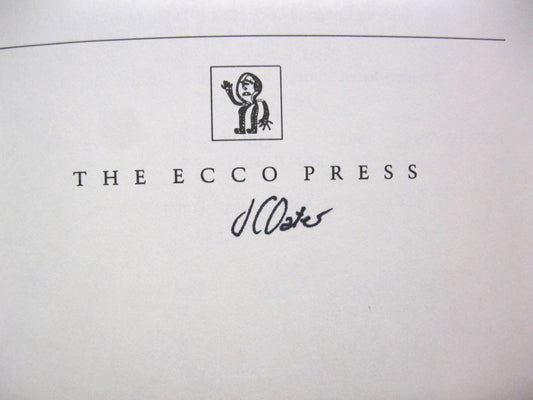 THE ECCO PRESS
JCOates